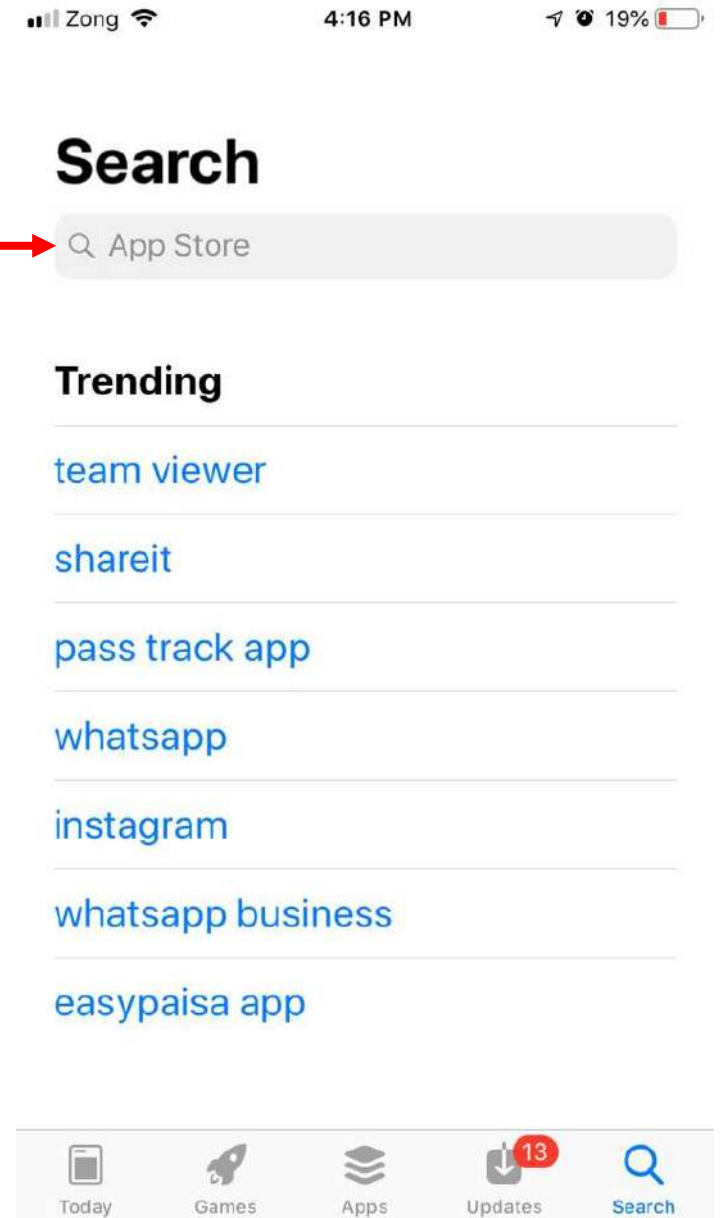 Zong 4:16 PM 19%
Search
App Store
Trending
team viewer
shareit
pass track app
whatsapp
instagram
whatsapp business
easypaisa app
13
Today Games Apps Updates Search